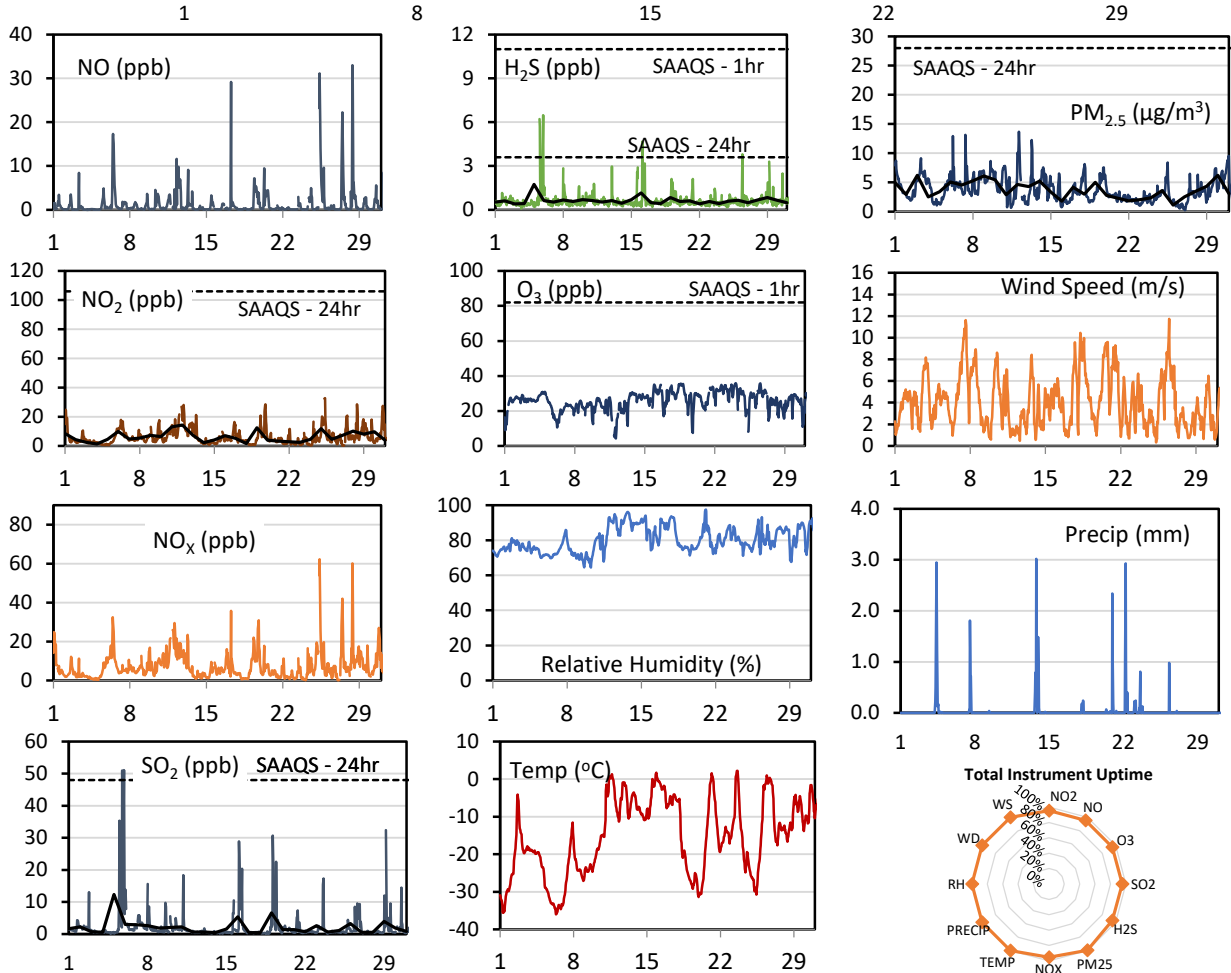 1 8 15 22 29
NO (ppb)
40
30
20
10
0
1 8 15 22 29
H₂S (ppb)
SAAQS - 1hr
SAAQS - 24hr
12
9
6
3
0
1 8 15 22 29
SAAQS - 24hr
PM₂.₅ (µg/m³)
30
25
20
15
10
5
0
1 8 15 22 29
NO₂ (ppb)
SAAQS - 24hr
120
100
80
60
40
20
0
1 8 15 22 29
O₃ (ppb)
SAAQS - 1hr
100
80
60
40
20
0
1 8 15 22 29
Wind Speed (m/s)
16
14
12
10
8
6
4
2
0
1 8 15 22 29
NOₓ (ppb)
80
60
40
20
0
1 8 15 22 29
100
80
60
40
20
0
Relative Humidity (%)
1 8 15 22 29
Precip (mm)
4.0
3.0
2.0
1.0
0.0
1 8 15 22 29
SO₂ (ppb)
SAAQS - 24hr
60
50
40
30
20
10
0
1 8 15 22 29
Temp (°C)
10
0
-10
-20
-30
-40
1 8 15 22 29
Total Instrument Uptime
100%
80%
60%
40%
20%
0%
NO2
NO
O3
SO2
H2S
PM25
NOX
TEMP
PRECIP
RH
WD
WS